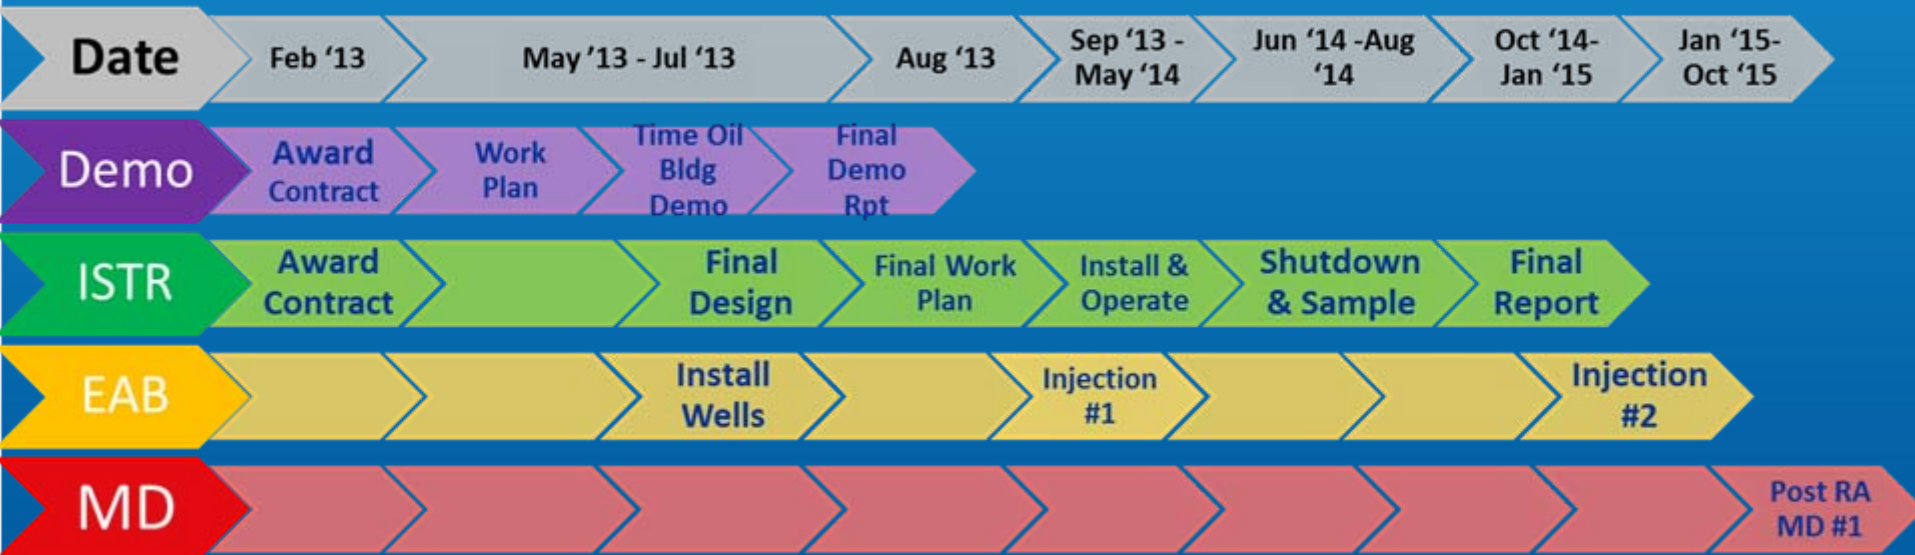 Date
Feb ‘13
May ’13 - Jul ‘13
Aug ‘13
Sep ‘13 -
May ‘14
Jun ‘14 -Aug
‘14
Oct ‘14-
Jan ‘15
Jan ‘15-
Oct ‘15
Demo
Award
Contract
Work
Plan
Time Oil
Bldg
Demo
Final
Demo
Rpt
ISTR
Award
Contract
Final
Design
Final Work
Plan
Install &
Operate
Shutdown
& Sample
Final
Report
EAB
Install
Wells
Injection
#1
Injection
#2
MD
Post RA
MD #1